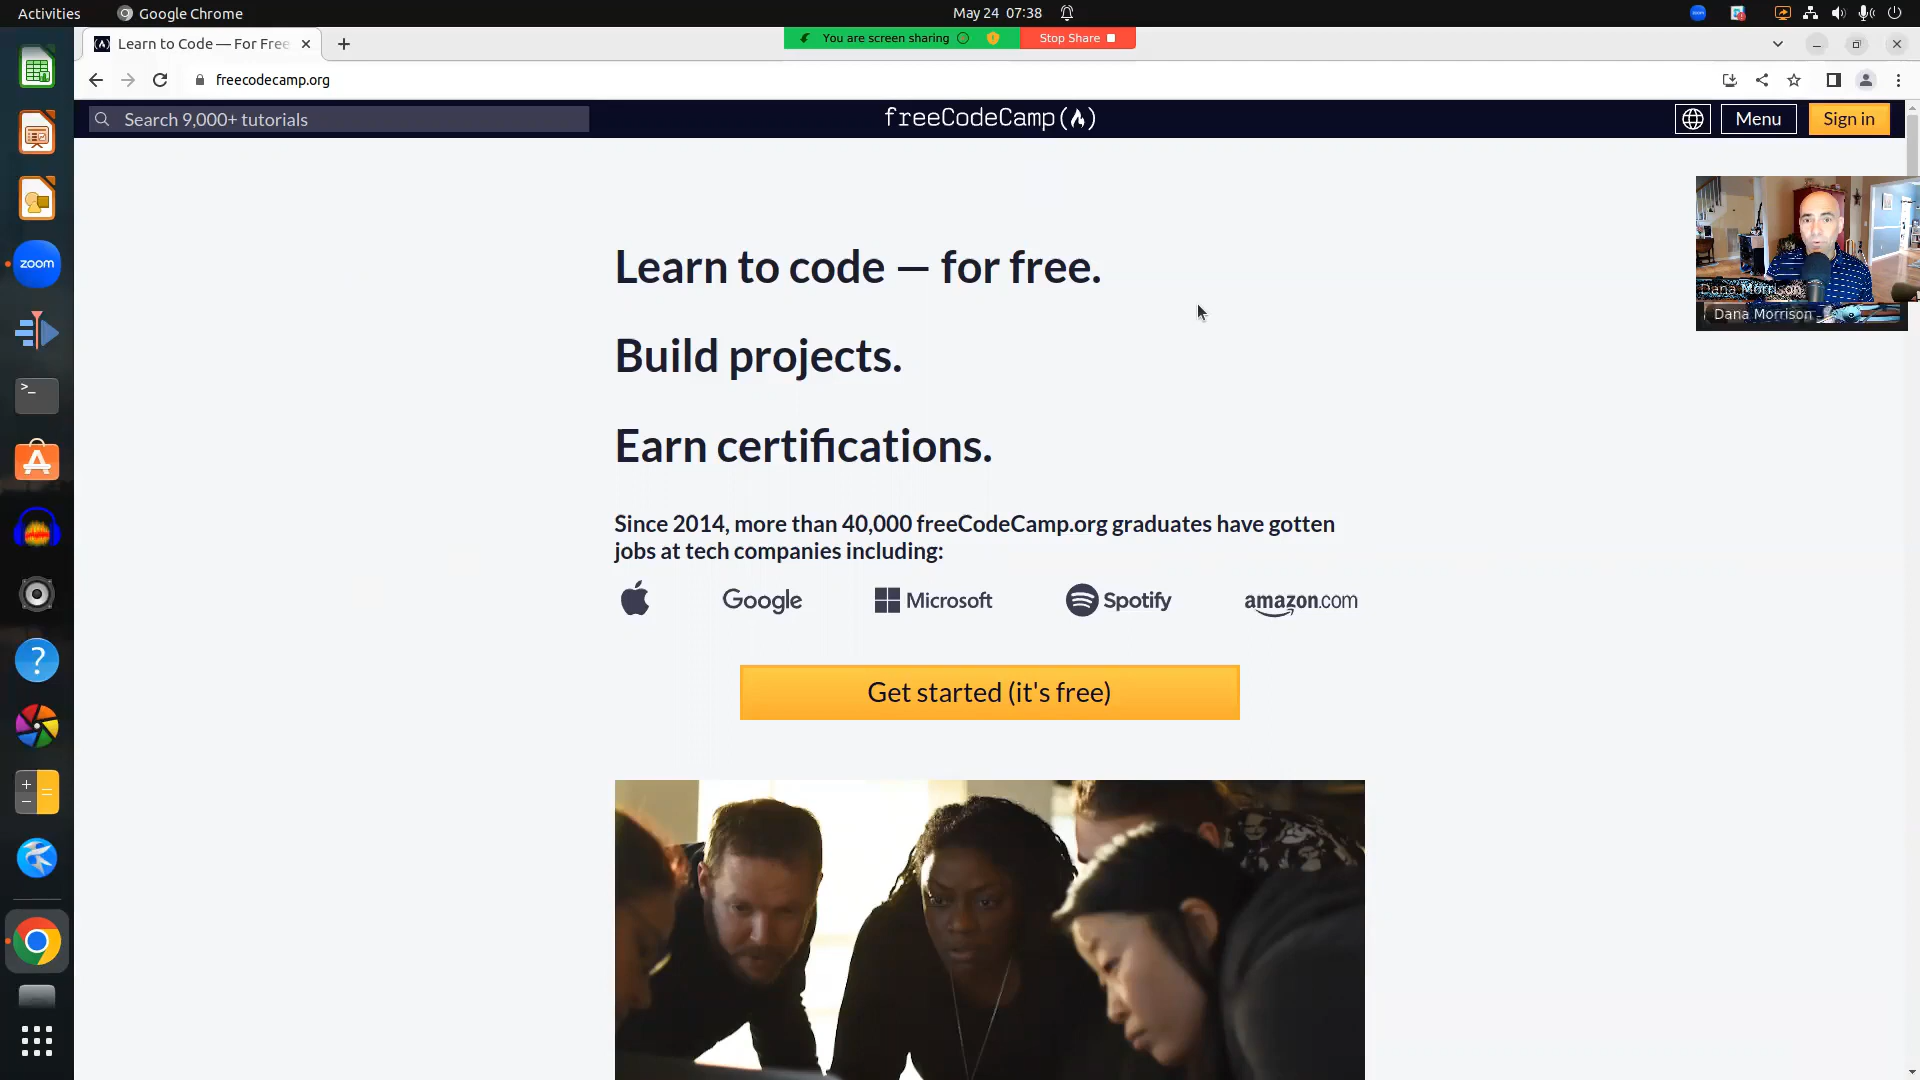 Activities
Google Chrome
May 24 07:38
Learn to Code — For Free
You are screen sharing
Stop Share
freecodecamp.org
Search 9,000+ tutorials
freeCodeCamp(
Menu
Sign in
Learn to code — for free.
Dana Morrison
Dana Morrison
zoom
Build projects.
Earn certifications.
Since 2014, more than 40,000 freeCodeCamp.org graduates have gotten
jobs at tech companies including:
Google
Microsoft
Spotify
amazon.com
Get started (it's free)